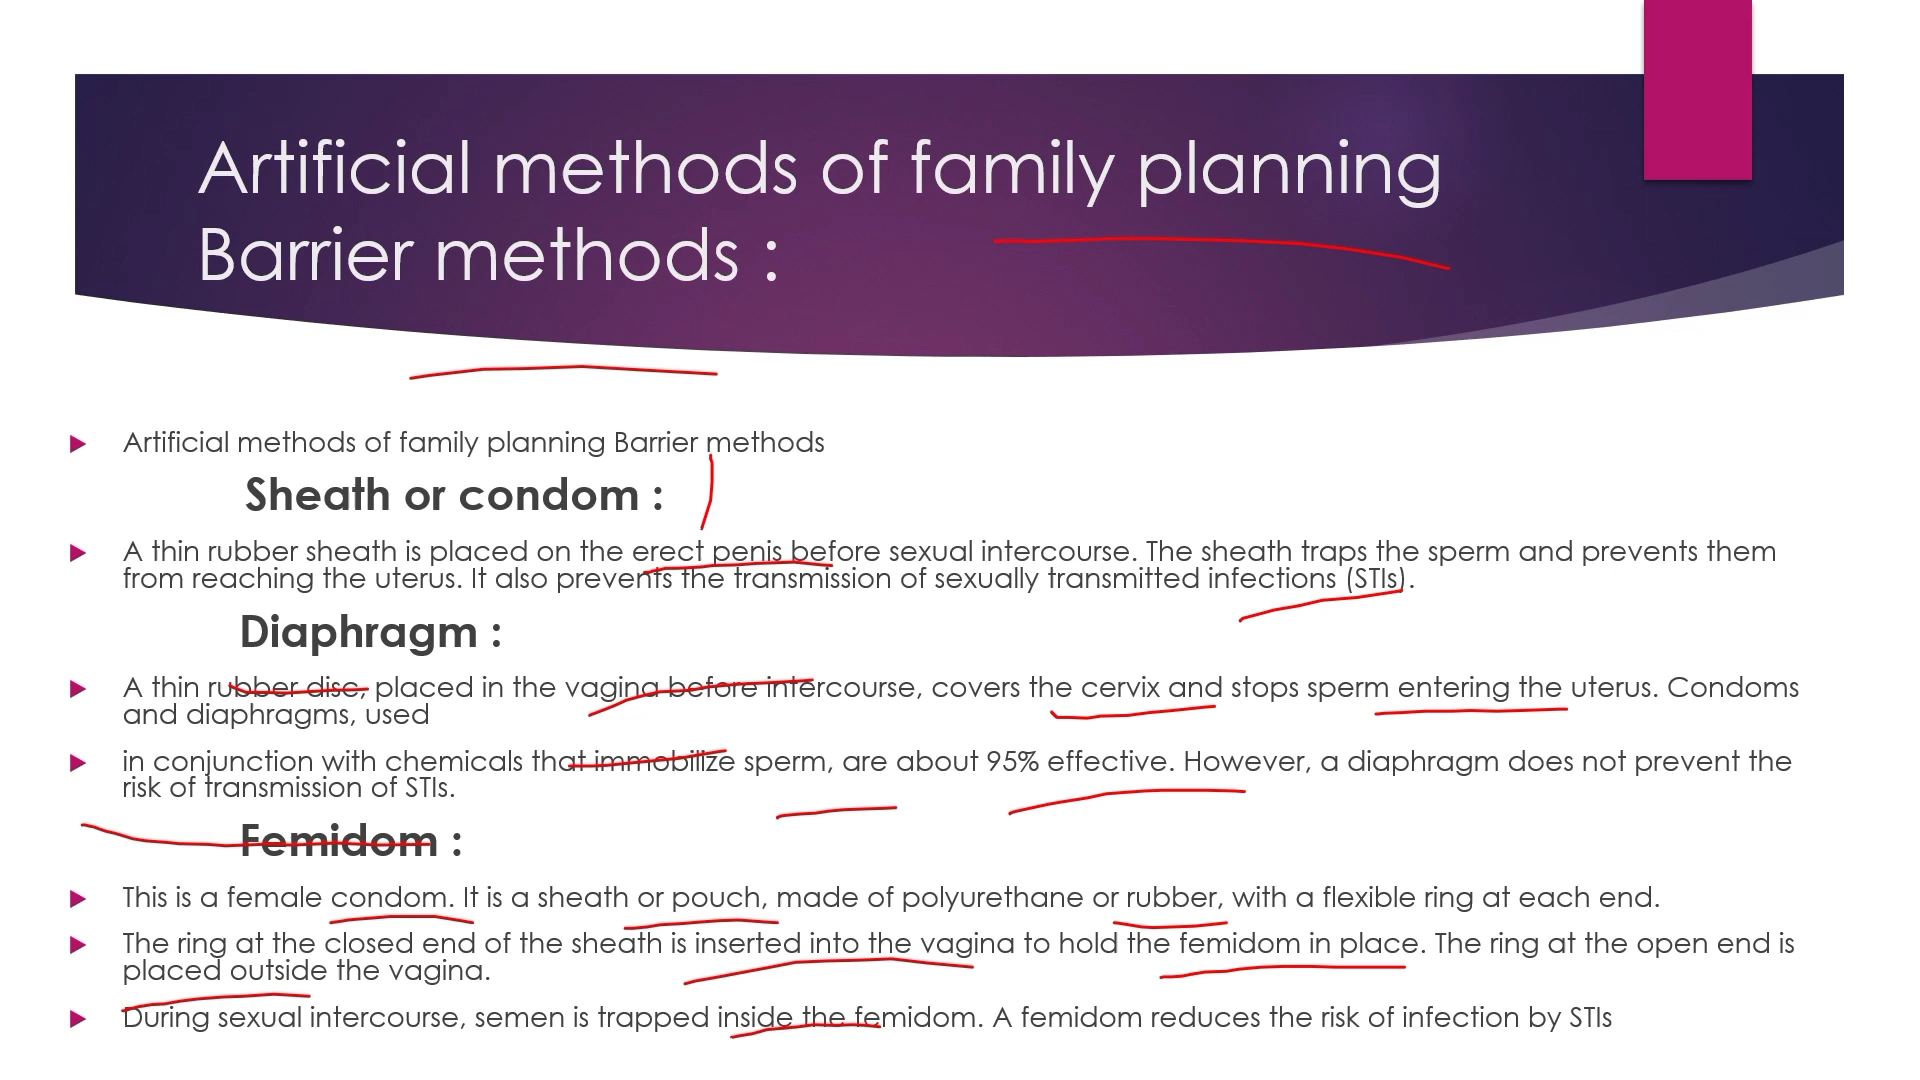 Artificial methods of family planning
Barrier methods :
Artificial methods of family planning Barrier methods
Sheath or condom :
A thin rubber sheath is placed on the erect penis before sexual intercourse. The sheath traps the sperm and prevents them
from reaching the uterus. It also prevents the transmission of sexually transmitted infections (STIs).
Diaphragm :
A thin rubber disc, placed in the vagina before intercourse, covers the cervix and stops sperm entering the uterus. Condoms
and diaphragms, used
in conjunction with chemicals that immobilize sperm, are about 95% effective. However, a diaphragm does not prevent the
risk of transmission of STIs.
Femidom :
This is a female condom. It is a sheath or pouch, made of polyurethane or rubber, with a flexible ring at each end.
The ring at the closed end of the sheath is inserted into the vagina to hold the femidom in place. The ring at the open end is
placed outside the vagina.
During sexual intercourse, semen is trapped inside the femidom. A femidom reduces the risk of infection by STIs